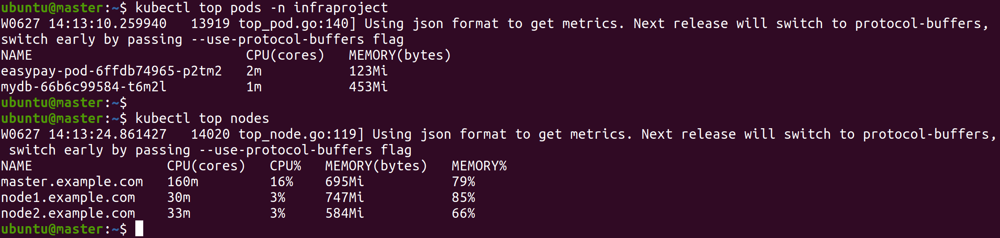 ubuntu@master:~$ kubectl top pods -n infraproject
W0627 14:13:10.259940   13919 top_pod.go:140] Using json format to get metrics. Next release will switch to protocol-buffers,
switch early by passing --use-protocol-buffers flag
NAME                           CPU(cores)   MEMORY(bytes)
easypay-pod-6ffdb74965-p2tm2   2m           123Mi
mydb-66b6c99584-t6m2l          1m           453Mi
ubuntu@master:~$
ubuntu@master:~$ kubectl top nodes
W0627 14:13:24.861427   14020 top_node.go:119] Using json format to get metrics. Next release will switch to protocol-buffers,
 switch early by passing --use-protocol-buffers flag
NAME                 CPU(cores)   CPU%   MEMORY(bytes)   MEMORY%
master.example.com   160m         16%    695Mi           79%
node1.example.com    30m          3%     747Mi           85%
node2.example.com    33m          3%     584Mi           66%
ubuntu@master:~$